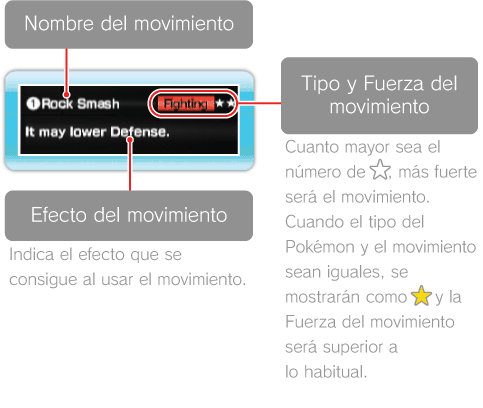 Nombre del movimiento
❶Rock Smash Fighting ★★
It may lower Defense.
Efecto del movimiento
Indica el efecto que se
consigue al usar el movimiento.
Tipo y Fuerza del
movimiento
Cuanto mayor sea el
número de ☆, más fuerte
será el movimiento.
Cuando el tipo del
Pokémon y el movimiento
sean iguales, se
mostrarán como ★ y la
Fuerza del movimiento
será superior a
lo habitual.